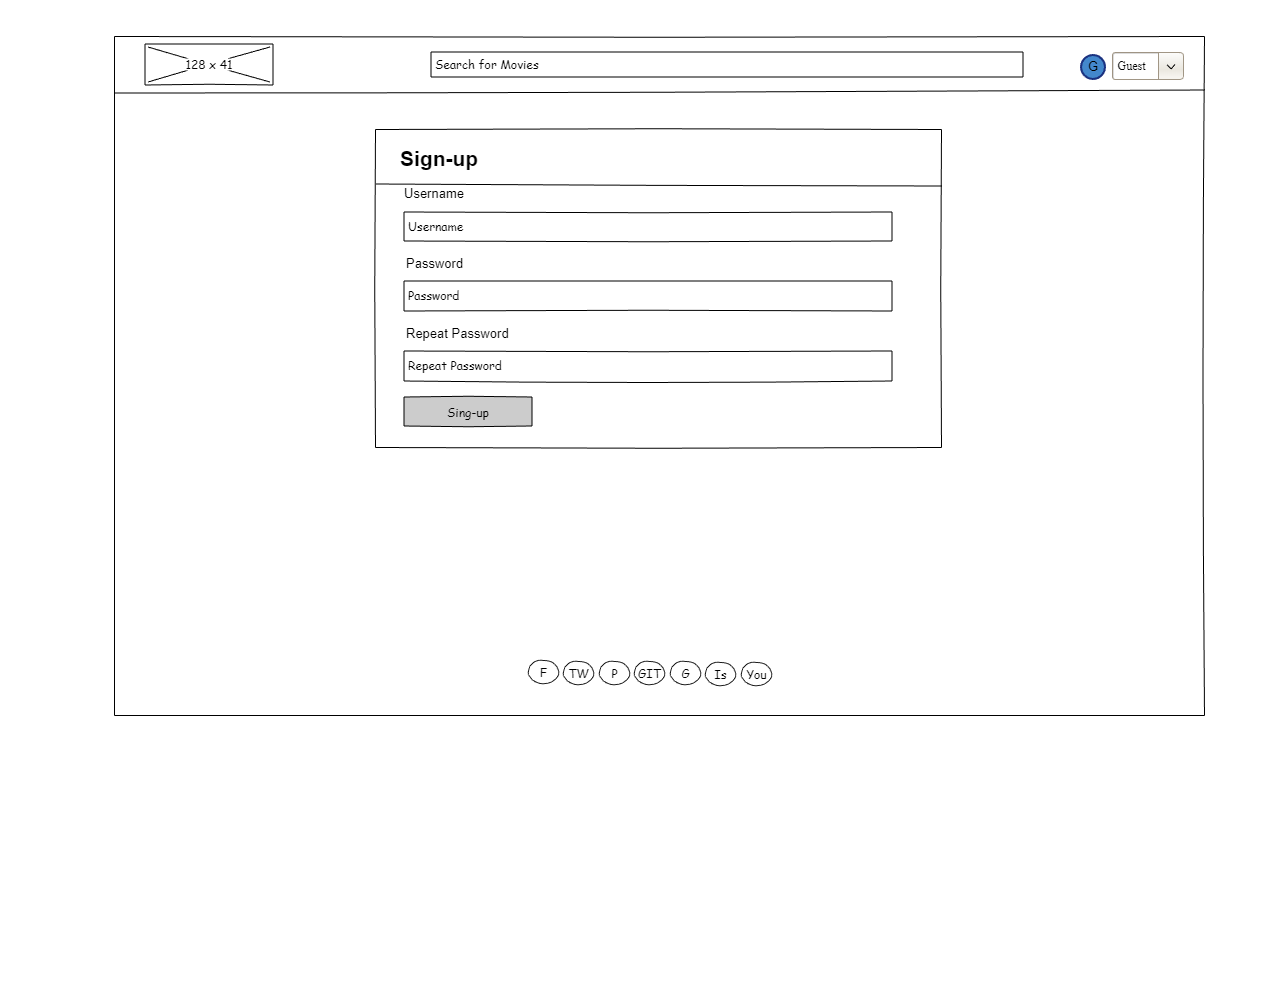 128 x 41
Search for Movies
G
Guest
Sign-up
Username
Username
Password
Password
Repeat Password
Repeat Password
Sing-up
F TW P GIT G Is You